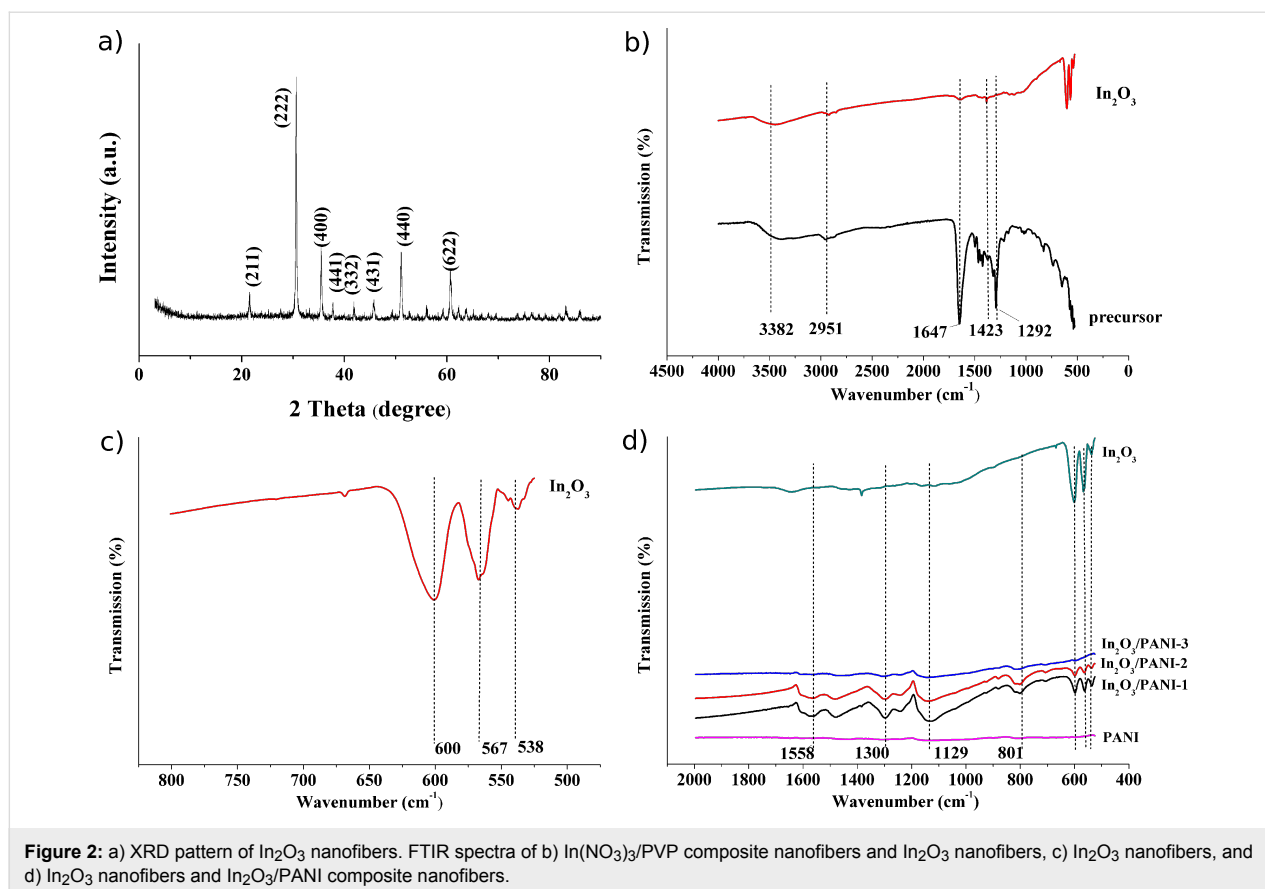 a)
Intensity (a.u.)
(211)
(222)
(400)
(441)
(332)
(431)
(440)
(622)
0 20 40 60 80
2 Theta (degree)
b)
Transmission (%)
In₂O₃
precursor
3382 2951 1647 1423 1292
4500 4000 3500 3000 2500 2000 1500 1000 500 0
Wavenumber (cm⁻¹)
c)
Transmission (%)
In₂O₃
600 567 538
800 750 700 650 600 550 500
Wavenumber (cm⁻¹)
d)
Transmission (%)
In₂O₃
In₂O₃/PANI-3
In₂O₃/PANI-2
In₂O₃/PANI-1
PANI
1558 1300 1129 801
2000 1800 1600 1400 1200 1000 800 600 400
Wavenumber (cm⁻¹)
Figure 2: a) XRD pattern of In₂O₃ nanofibers. FTIR spectra of b) In(NO₃)₃/PVP composite nanofibers and In₂O₃ nanofibers, c) In₂O₃ nanofibers, and
d) In₂O₃ nanofibers and In₂O₃/PANI composite nanofibers.